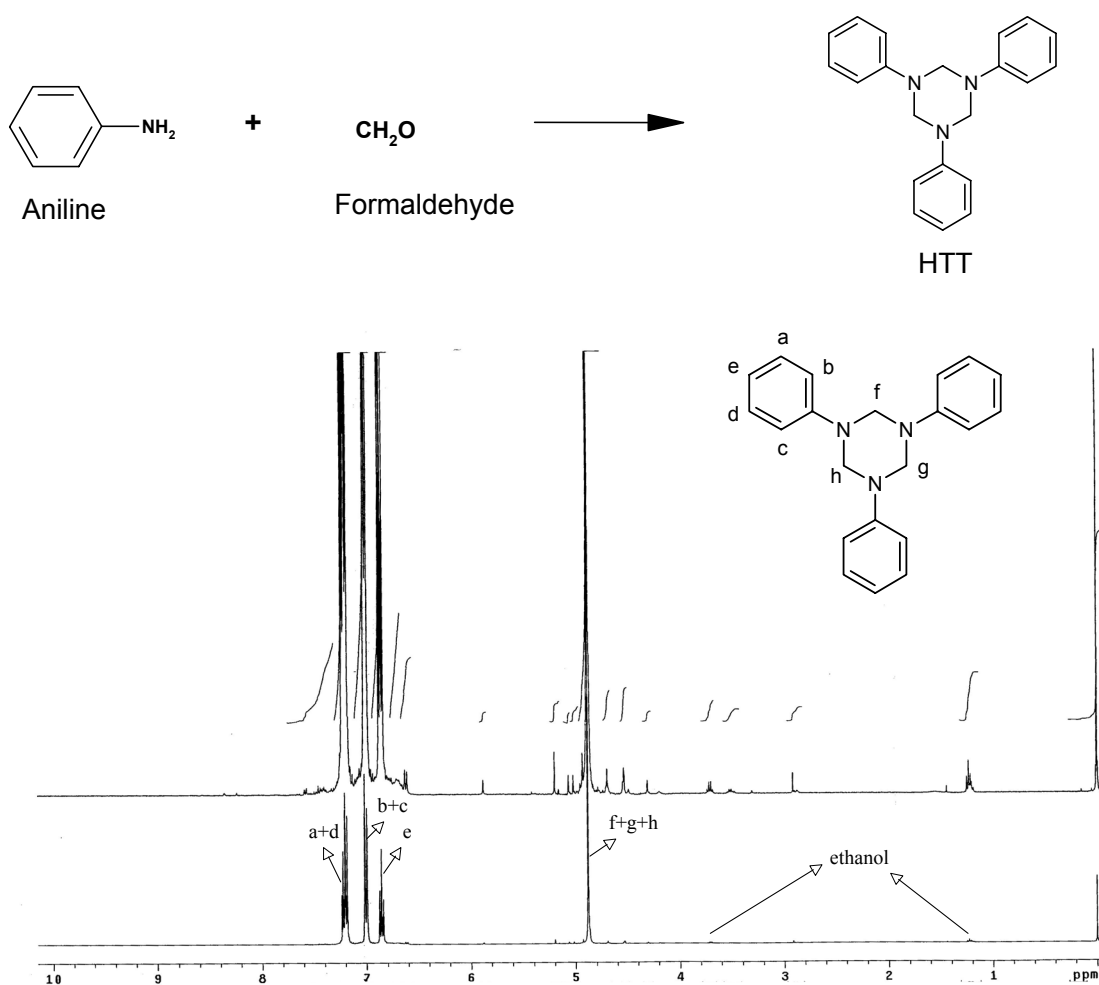 NH2
+
CH2O
Aniline
Formaldehyde
N
N
N
HTT
a
e
b
d
c
f
N
N
h
g
N
b+c
a+d
e
f+g+h
ethanol
10 9 8 7 6 5 4 3 2 1 ppm